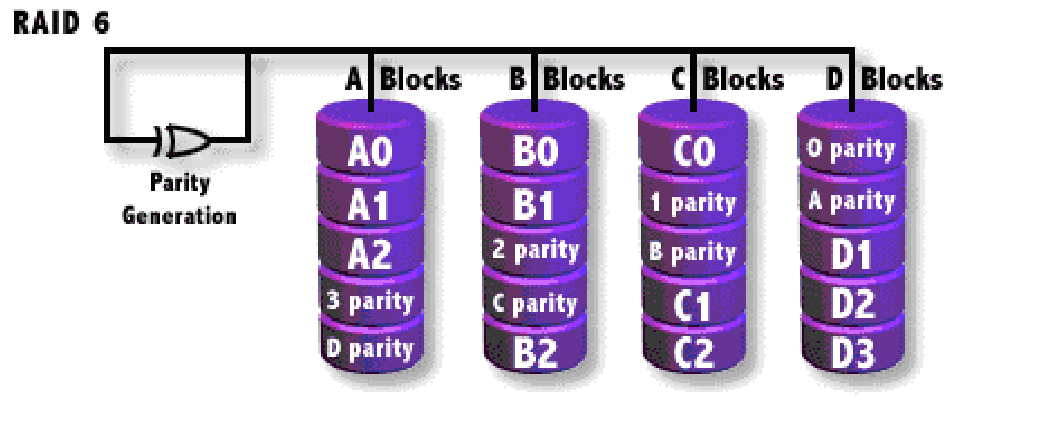 RAID 6
A Blocks B Blocks C Blocks D Blocks
Parity
Generation
A0 B0 C0 0 parity
A1 B1 1 parity A parity
A2 2 parity B parity D1
3 parity C parity C1 D2
D parity B2 C2 D3